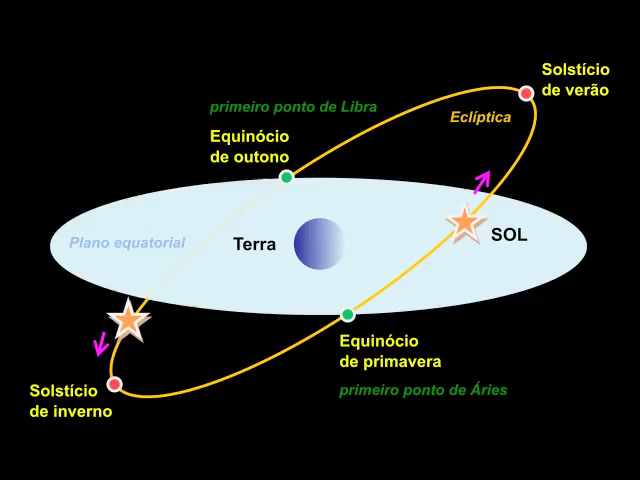 Solstício
de verão
primeiro ponto de Libra
Eclíptica
Equinócio
de outono
Plano equatorial
Terra
SOL
Equinócio
de primavera
Solstício
de inverno
primeiro ponto de Áries